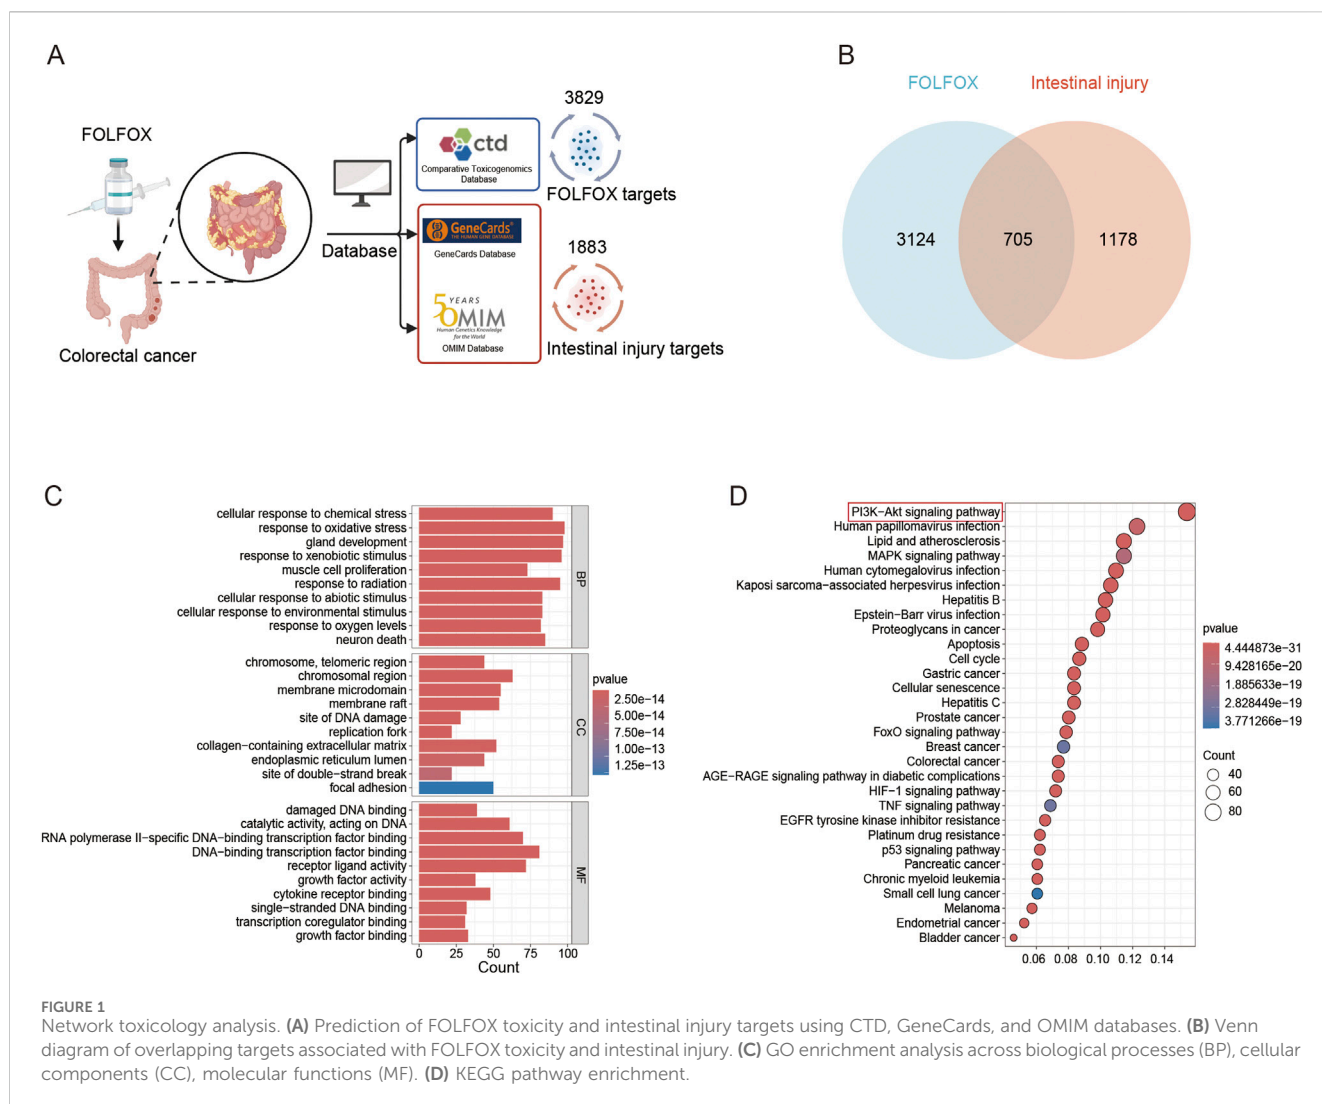 A
FOLFOX
Colorectal cancer
Database
ctd
Comparative Toxicogenomics
Database
GeneCards®
THE HUMAN GENE DATABASE
GeneCards Database
50 YEARS
OMIM
Human Genetics Knowledge
for the World
OMIM Database
3829
FOLFOX targets
1883
Intestinal injury targets
B
FOLFOX
Intestinal injury
3124
705
1178
C
cellular response to chemical stress
response to oxidative stress
gland development
response to xenobiotic stimulus
muscle cell proliferation
response to radiation
cellular response to abiotic stimulus
cellular response to environmental stimulus
response to oxygen levels
neuron death
BP
chromosome, telomeric region
chromosomal region
membrane microdomain
membrane raft
site of DNA damage
replication fork
collagen−containing extracellular matrix
endoplasmic reticulum lumen
site of double−strand break
focal adhesion
CC
damaged DNA binding
catalytic activity, acting on DNA
RNA polymerase II−specific DNA−binding transcription factor binding
DNA−binding transcription factor binding
receptor ligand activity
growth factor activity
cytokine receptor binding
single−stranded DNA binding
transcription coregulator binding
growth factor binding
MF
0 25 50 75 100
Count
pvalue
2.50e−14
5.00e−14
7.50e−14
1.00e−13
1.25e−13
D
PI3K−Akt signaling pathway
Human papillomavirus infection
Lipid and atherosclerosis
MAPK signaling pathway
Human cytomegalovirus infection
Kaposi sarcoma−associated herpesvirus infection
Hepatitis B
Epstein−Barr virus infection
Proteoglycans in cancer
Apoptosis
Cell cycle
Gastric cancer
Cellular senescence
Hepatitis C
Prostate cancer
FoxO signaling pathway
Breast cancer
Colorectal cancer
AGE−RAGE signaling pathway in diabetic complications
HIF−1 signaling pathway
TNF signaling pathway
EGFR tyrosine kinase inhibitor resistance
Platinum drug resistance
p53 signaling pathway
Pancreatic cancer
Chronic myeloid leukemia
Small cell lung cancer
Melanoma
Endometrial cancer
Bladder cancer
0.06 0.08 0.10 0.12 0.14
pvalue
4.444873e−31
9.428165e−20
1.885633e−19
2.828449e−19
3.771266e−19
Count
40
60
80
FIGURE 1
Network toxicology analysis. (A) Prediction of FOLFOX toxicity and intestinal injury targets using CTD, GeneCards, and OMIM databases. (B) Venn
diagram of overlapping targets associated with FOLFOX toxicity and intestinal injury. (C) GO enrichment analysis across biological processes (BP), cellular
components (CC), molecular functions (MF). (D) KEGG pathway enrichment.